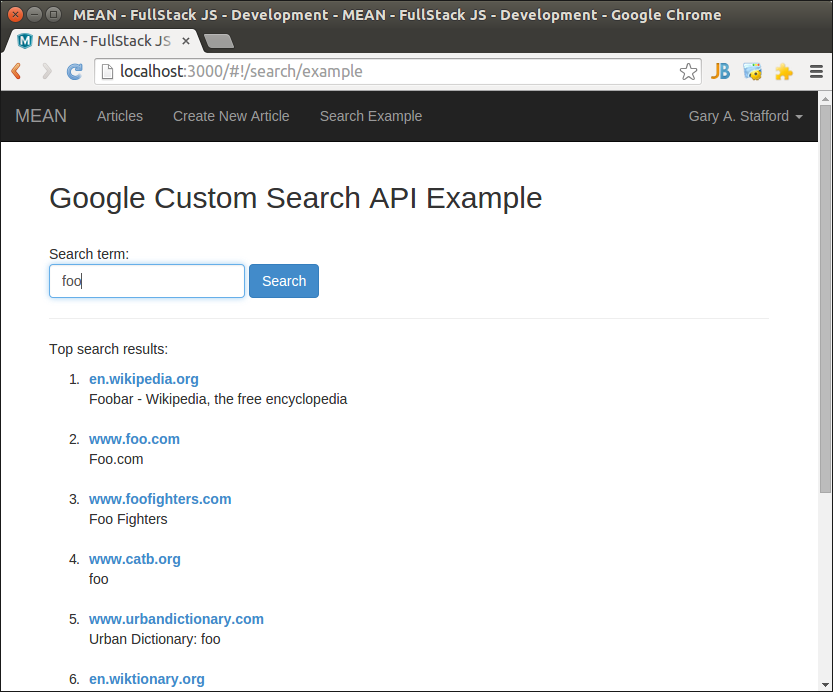 MEAN - FullStack JS - Development - MEAN - FullStack JS - Development - Google Chrome
MEAN - FullStack JS
localhost:3000/#!/search/example
JB
MEAN Articles Create New Article Search Example Gary A. Stafford
Google Custom Search API Example
Search term:
foo Search
Top search results:
1. en.wikipedia.org
Foobar - Wikipedia, the free encyclopedia
2. www.foo.com
Foo.com
3. www.foofighters.com
Foo Fighters
4. www.catb.org
foo
5. www.urbandictionary.com
Urban Dictionary: foo
6. en.wiktionary.org